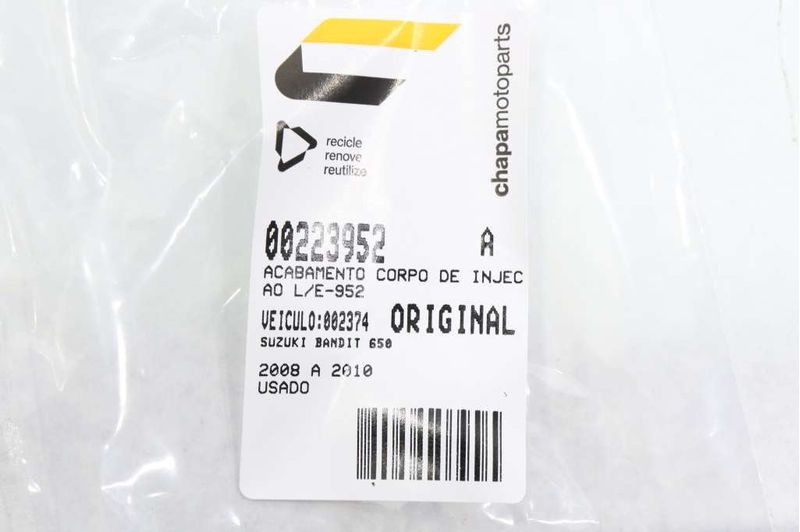 chapamotoparts
recicle
renove
reutilize
00223952 A
ACABAMENTO CORPO DE INJEC
AO L/E-952
VEICULO:002374 ORIGINAL
SUZUKI BANDIT 650
2008 A 2010
USADO